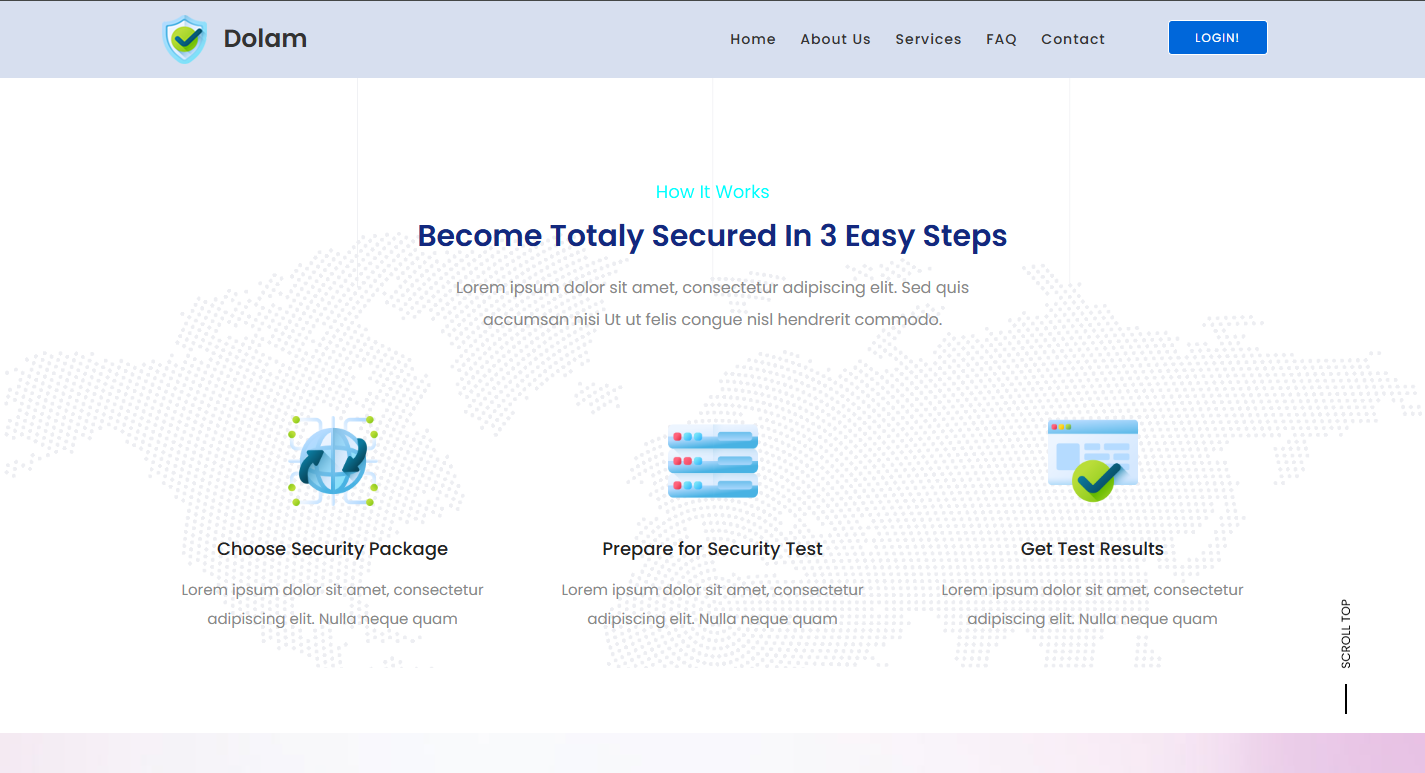 Dolam
Home About Us Services FAQ Contact LOGIN!
How It Works
Become Totaly Secured In 3 Easy Steps
Lorem ipsum dolor sit amet, consectetur adipiscing elit. Sed quis
accumsan nisi Ut ut felis congue nisl hendrerit commodo.
Choose Security Package
Lorem ipsum dolor sit amet, consectetur
adipiscing elit. Nulla neque quam
Prepare for Security Test
Lorem ipsum dolor sit amet, consectetur
adipiscing elit. Nulla neque quam
Get Test Results
Lorem ipsum dolor sit amet, consectetur
adipiscing elit. Nulla neque quam
SCROLL TOP